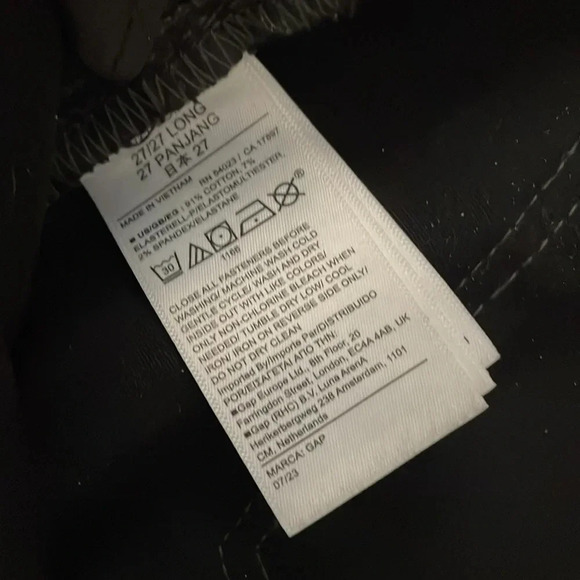 27/27 LONG
27 PANJANG
日本 27
MADE IN VIETNAM RN 54023 / CA 17897
■ US/GB/EG : 91% COTTON, 7%
ELASTERELL-P/ELASTOMULTIESTER,
2% SPANDEX/ELASTANE
30
1166
CLOSE ALL FASTENERS BEFORE
WASHING/ MACHINE WASH COLD
GENTLE CYCLE/ WASH AND DRY
INSIDE OUT WITH LIKE COLORS/
ONLY NON-CHLORINE BLEACH WHEN
NEEDED/ TUMBLE DRY LOW/ COOL
IRON/ IRON ON REVERSE SIDE ONLY/
DO NOT DRY CLEAN
Imported By/Importe Par/DISTRIBUIDO
POR/ΕΙΣΑΓΕΤΑΙ ΑΠΟ ΤΗΝ:
■Gap Europe Ltd., 8th Floor, 20
Farringdon Street, London, EC4A 4AB, UK
■Gap (RHC) B.V., Luna ArenA
Herikerbergweg 238 Amsterdam, 1101
CM, Netherlands
MARCA: GAP
07/23